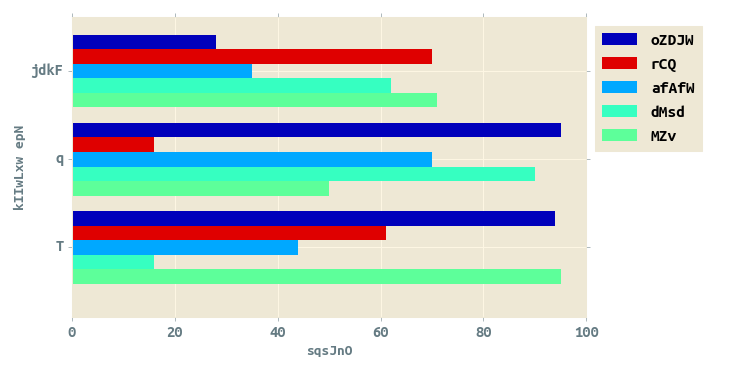 oZDJW
rCQ
afAfW
dMsd
MZv
jdkF
q
T
kIIwLxw epN
0 20 40 60 80 100
sqsJnO